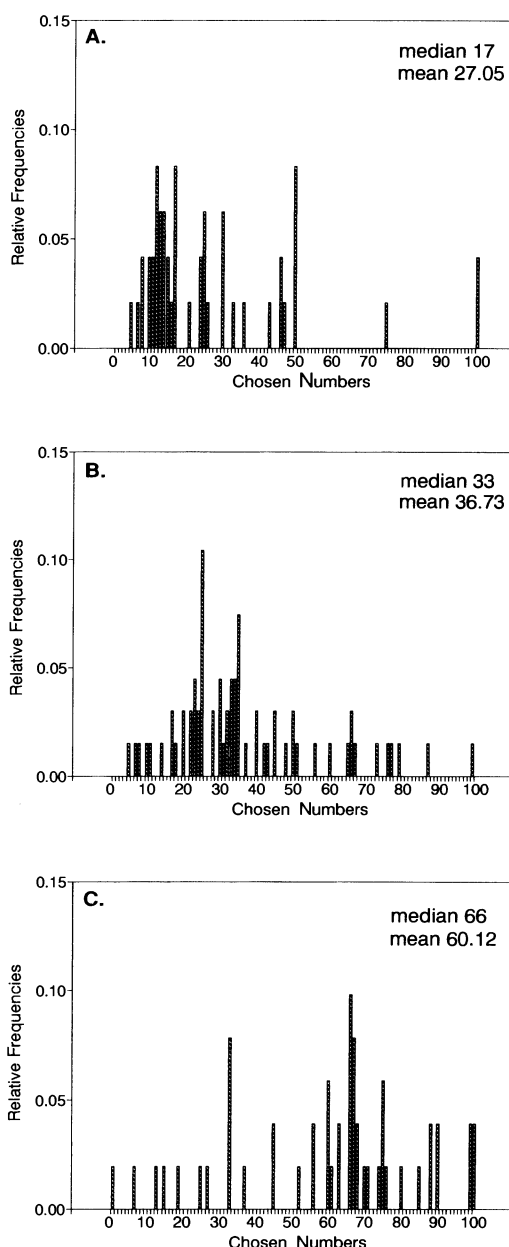 A.
median 17
mean 27.05
0.15
0.10
0.05
0.00
Relative Frequencies
0 10 20 30 40 50 60 70 80 90 100
Chosen Numbers
B.
median 33
mean 36.73
0.15
0.10
0.05
0.00
Relative Frequencies
0 10 20 30 40 50 60 70 80 90 100
Chosen Numbers
C.
median 66
mean 60.12
0.15
0.10
0.05
0.00
Relative Frequencies
0 10 20 30 40 50 60 70 80 90 100
Chosen Numbers